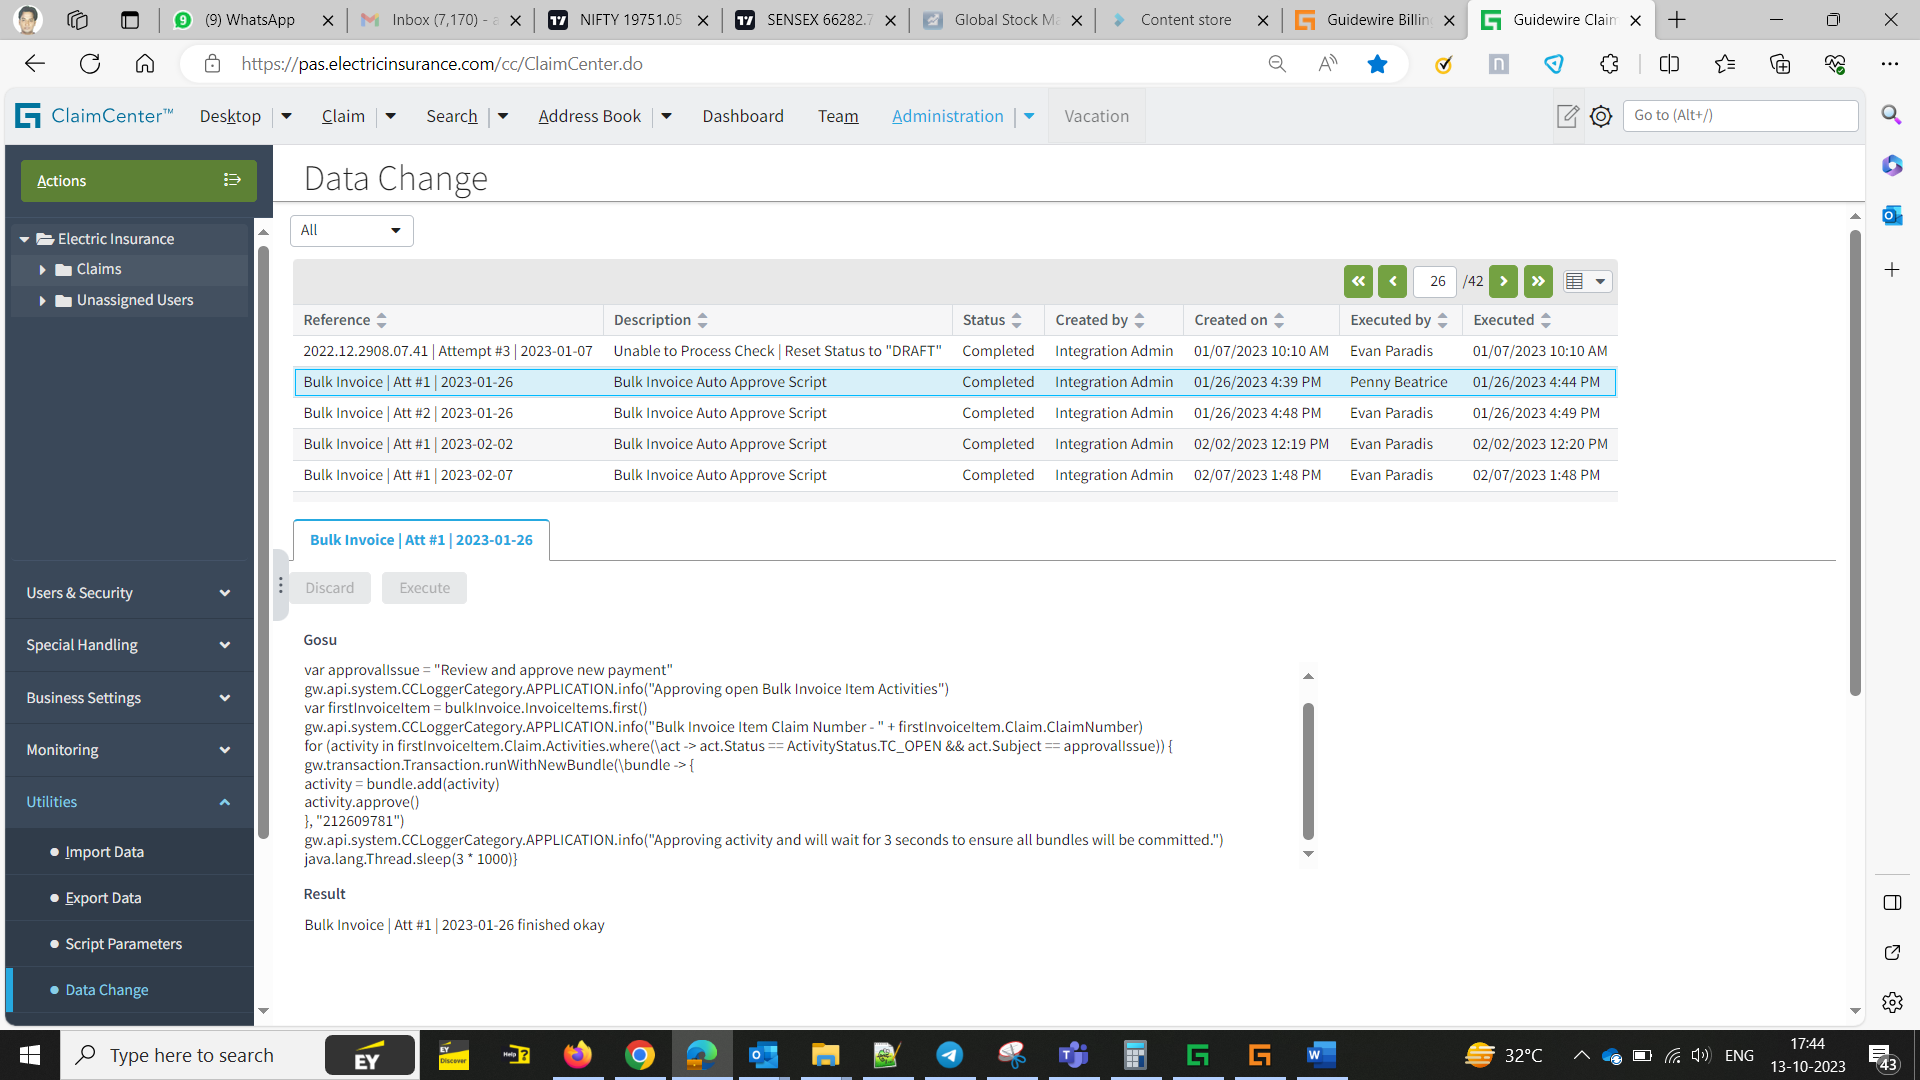 (9) WhatsApp
Inbox (7,170) - a
NIFTY 19751.05
SENSEX 66282.7
Global Stock Ma
Content store
Guidewire Billin
Guidewire Claim
https://pas.electricinsurance.com/cc/ClaimCenter.do
ClaimCenter™
Desktop
Claim
Search
Address Book
Dashboard
Team
Administration
Vacation
Go to (Alt+/)
Actions
Electric Insurance
Claims
Unassigned Users
Users & Security
Special Handling
Business Settings
Monitoring
Utilities
Import Data
Export Data
Script Parameters
Data Change
Data Change
All
26 /42
Reference Description Status Created by Created on Executed by Executed
2022.12.2908.07.41 | Attempt #3 | 2023-01-07 Unable to Process Check | Reset Status to "DRAFT" Completed Integration Admin 01/07/2023 10:10 AM Evan Paradis 01/07/2023 10:10 AM
Bulk Invoice | Att #1 | 2023-01-26 Bulk Invoice Auto Approve Script Completed Integration Admin 01/26/2023 4:39 PM Penny Beatrice 01/26/2023 4:44 PM
Bulk Invoice | Att #2 | 2023-01-26 Bulk Invoice Auto Approve Script Completed Integration Admin 01/26/2023 4:48 PM Evan Paradis 01/26/2023 4:49 PM
Bulk Invoice | Att #1 | 2023-02-02 Bulk Invoice Auto Approve Script Completed Integration Admin 02/02/2023 12:19 PM Evan Paradis 02/02/2023 12:20 PM
Bulk Invoice | Att #1 | 2023-02-07 Bulk Invoice Auto Approve Script Completed Integration Admin 02/07/2023 1:48 PM Evan Paradis 02/07/2023 1:48 PM
Bulk Invoice | Att #1 | 2023-01-26
Discard
Execute
Gosu
var approvalIssue = "Review and approve new payment"
gw.api.system.CCLoggerCategory.APPLICATION.info("Approving open Bulk Invoice Item Activities")
var firstInvoiceItem = bulkInvoice.InvoiceItems.first()
gw.api.system.CCLoggerCategory.APPLICATION.info("Bulk Invoice Item Claim Number - " + firstInvoiceItem.Claim.ClaimNumber)
for (activity in firstInvoiceItem.Claim.Activities.where(\act -> act.Status == ActivityStatus.TC_OPEN && act.Subject == approvalIssue)) {
gw.transaction.Transaction.runWithNewBundle(\bundle -> {
activity = bundle.add(activity)
activity.approve()
}, "212609781")
gw.api.system.CCLoggerCategory.APPLICATION.info("Approving activity and will wait for 3 seconds to ensure all bundles will be committed.")
java.lang.Thread.sleep(3 * 1000)}
Result
Bulk Invoice | Att #1 | 2023-01-26 finished okay
Type here to search
EY
EY
Discover
Help ?
32°C
ENG
17:44
13-10-2023
43